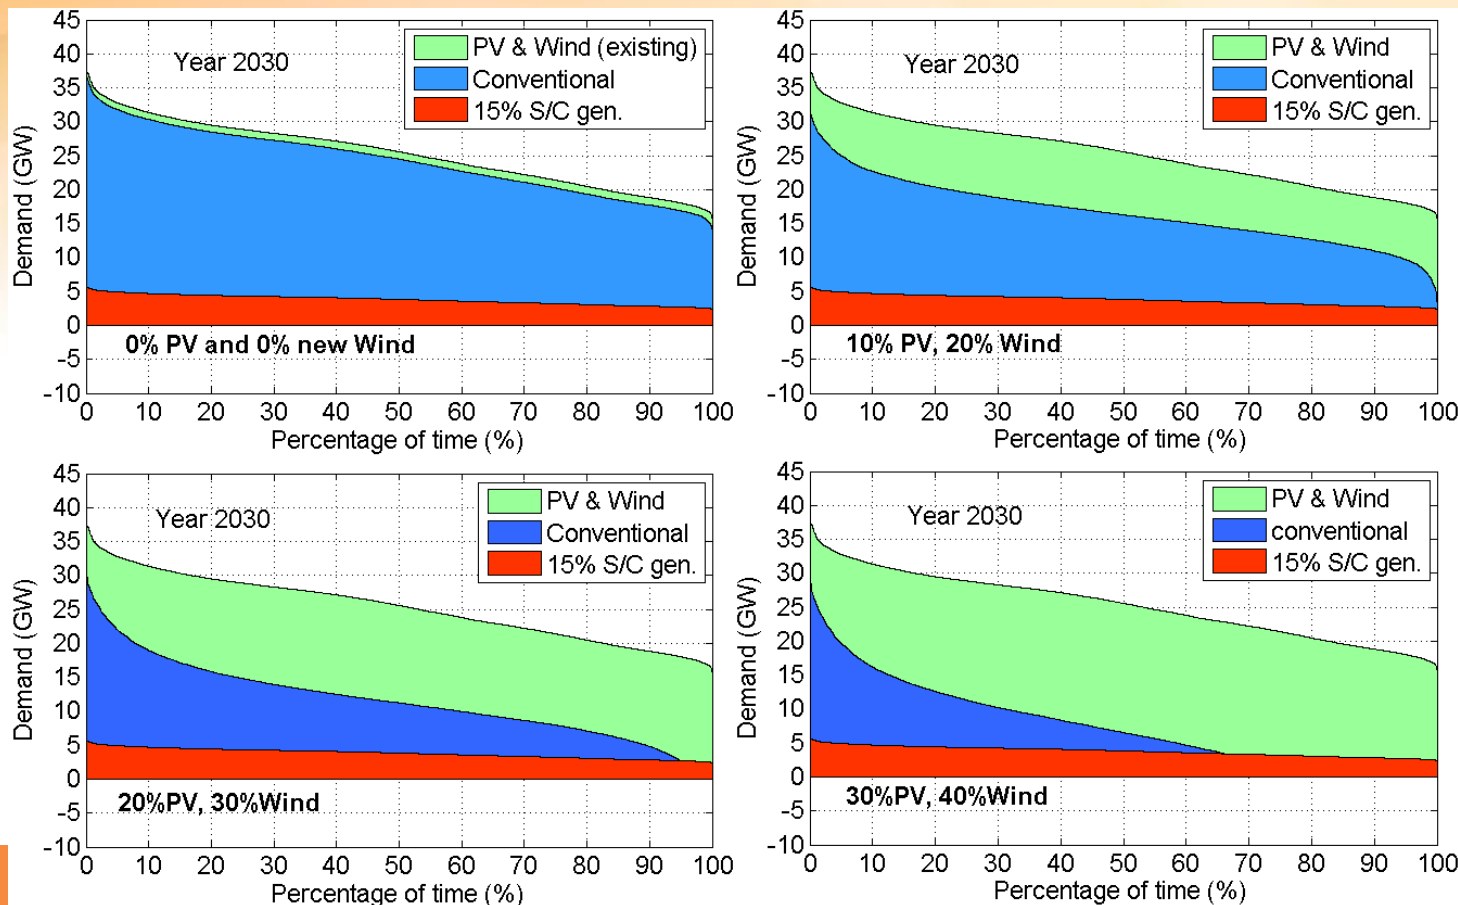 45
40
35
30
25
20
15
10
5
0
-5
-10
Demand (GW)
Year 2030
PV & Wind (existing)
Conventional
15% S/C gen.
0% PV and 0% new Wind
0 10 20 30 40 50 60 70 80 90 100
Percentage of time (%)
45
40
35
30
25
20
15
10
5
0
-5
-10
Demand (GW)
Year 2030
PV & Wind
Conventional
15% S/C gen.
10% PV, 20% Wind
0 10 20 30 40 50 60 70 80 90 100
Percentage of time (%)
45
40
35
30
25
20
15
10
5
0
-5
-10
Demand (GW)
Year 2030
PV & Wind
Conventional
15% S/C gen.
20%PV, 30%Wind
0 10 20 30 40 50 60 70 80 90 100
Percentage of time (%)
45
40
35
30
25
20
15
10
5
0
-5
-10
Demand (GW)
Year 2030
PV & Wind
conventional
15% S/C gen.
30%PV, 40%Wind
0 10 20 30 40 50 60 70 80 90 100
Percentage of time (%)